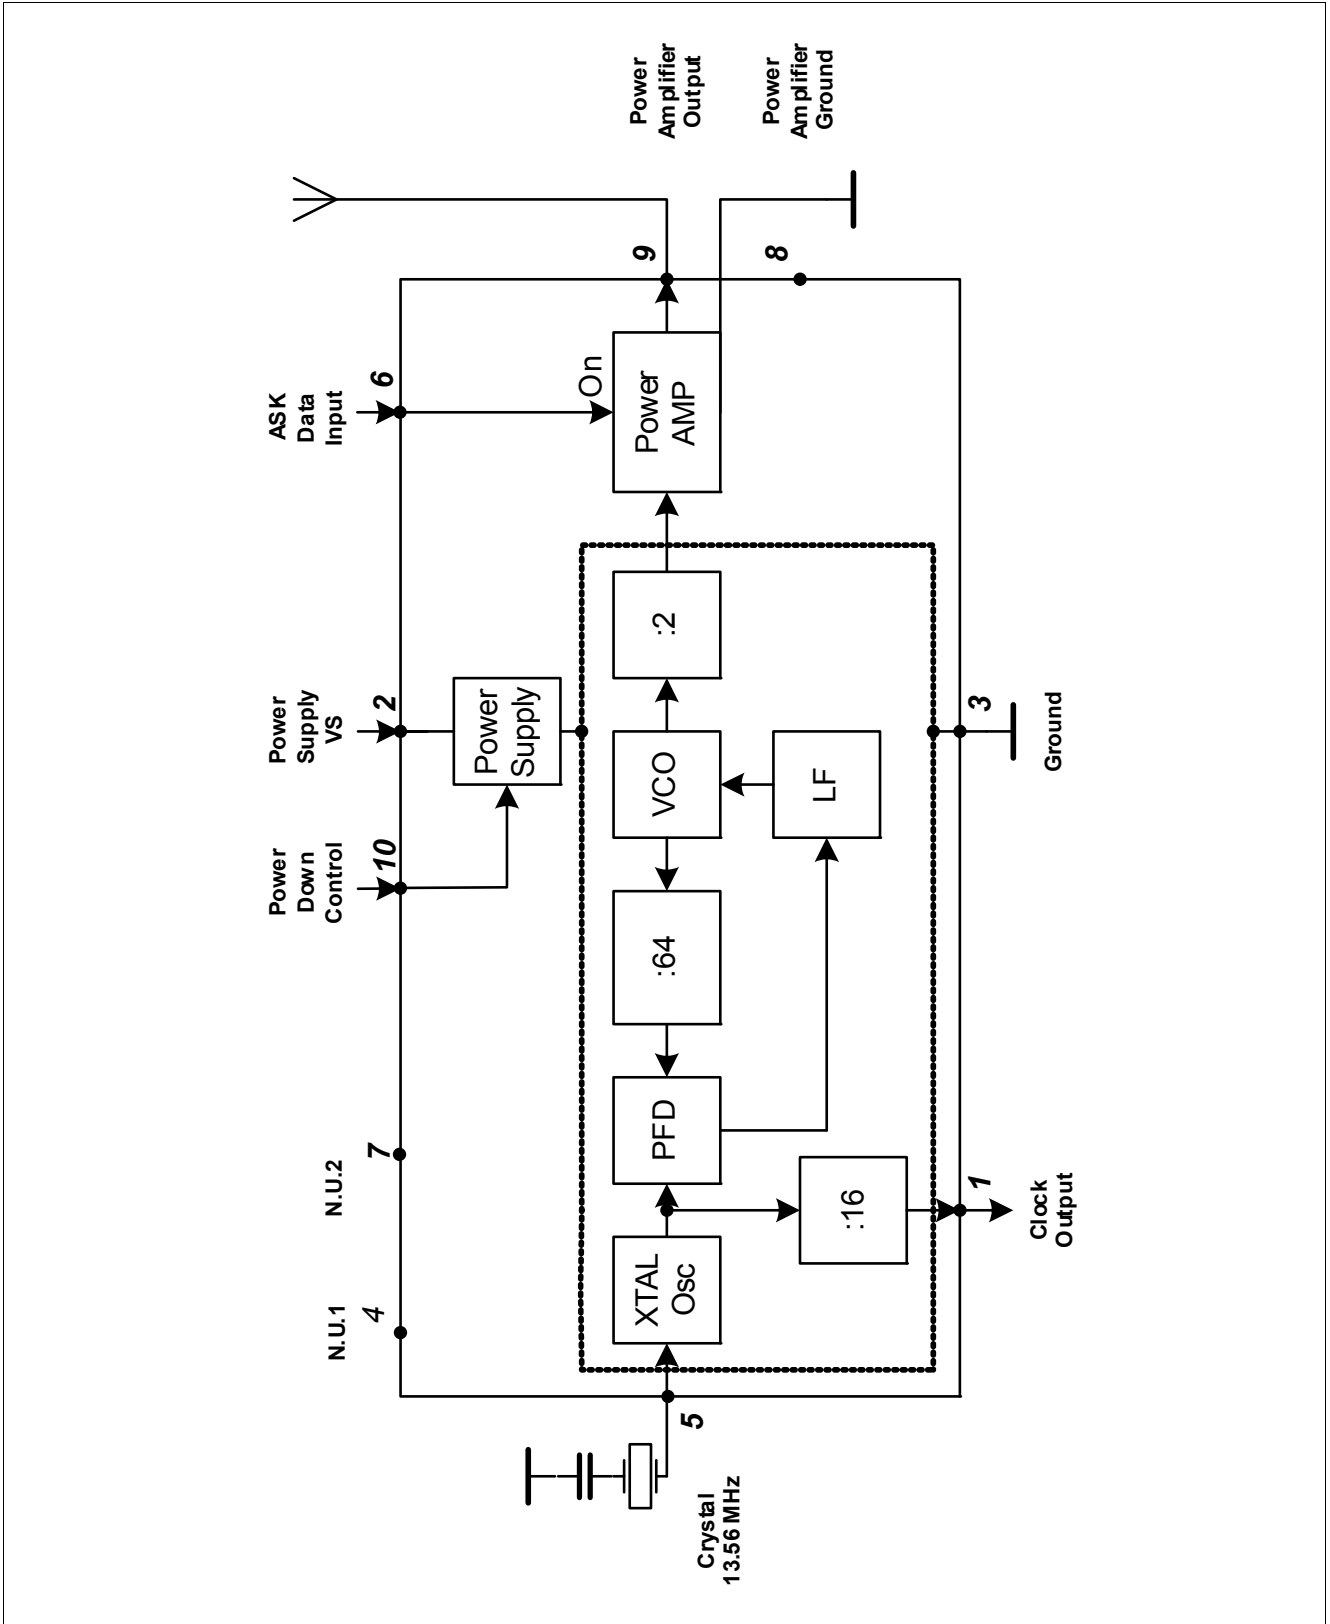 N.U.1
4
N.U.2
7
Power
Down
Control
10
Power
Supply
VS
2
ASK
Data
Input
6
Power
Supply
On
Crystal
13.56 MHz
5
XTAL
Osc
PFD
:64
VCO
:2
Power
AMP
9
Power
Amplifier
Output
:16
LF
8
Power
Amplifier
Ground
1
Clock
Output
3
Ground